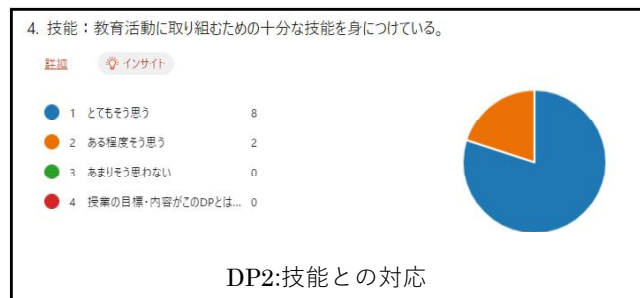 4. 技能：教育活動に取り組むための十分な技能を身につけている。
詳細 インサイト
1 とてもそう思う 8
2 ある程度そう思う 2
3 あまりそう思わない 0
4 授業の目標・内容がこのDPとは... 0
DP2:技能との対応